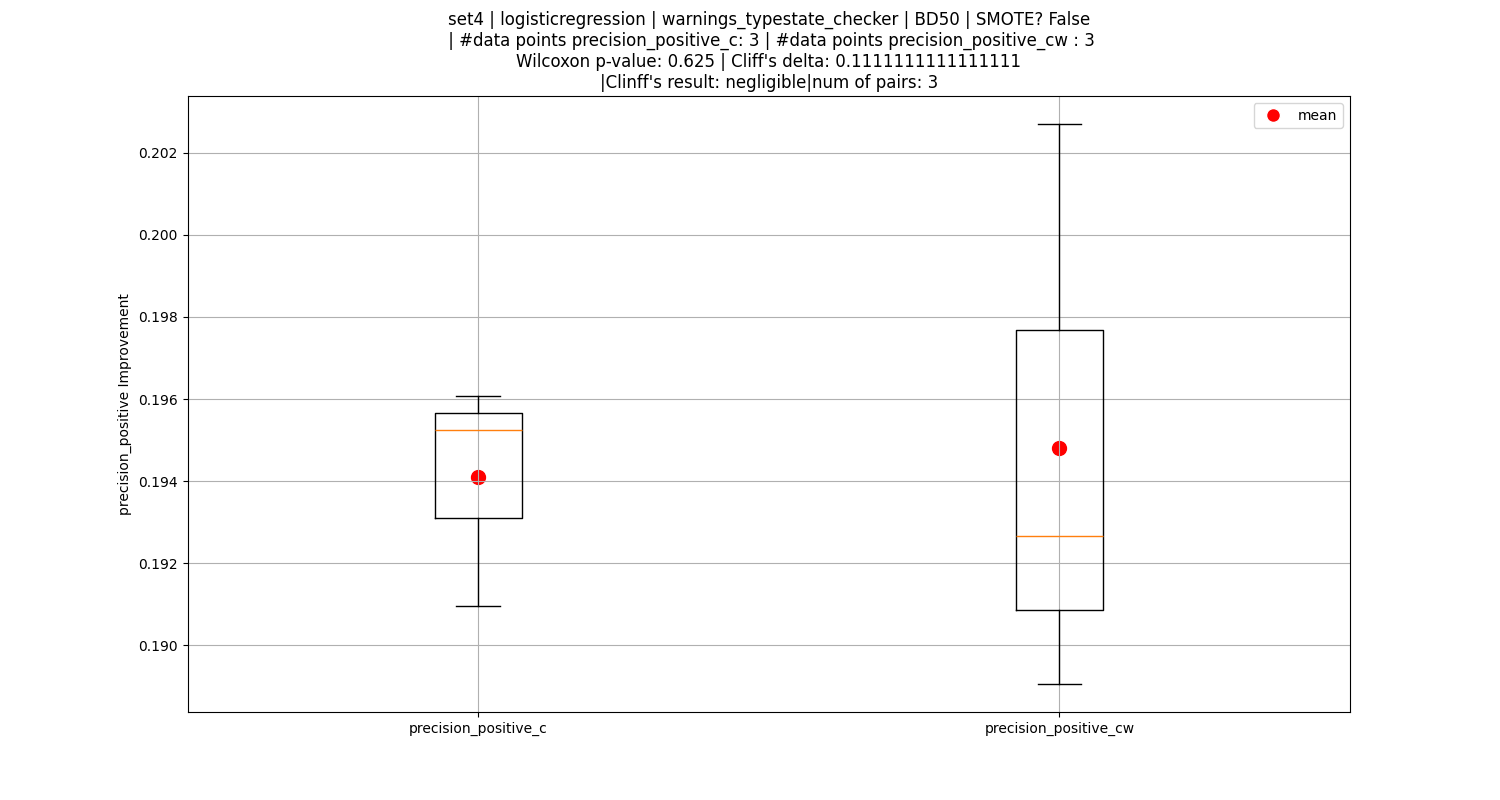 set4 | logisticregression | warnings_typestate_checker | BD50 | SMOTE? False
| #data points precision_positive_c: 3 | #data points precision_positive_cw : 3
Wilcoxon p-value: 0.625 | Cliff's delta: 0.1111111111111111
|Clinff's result: negligible|num of pairs: 3
mean
0.202
0.200
0.198
0.196
0.194
0.192
0.190
precision_positive Improvement
precision_positive_c
precision_positive_cw